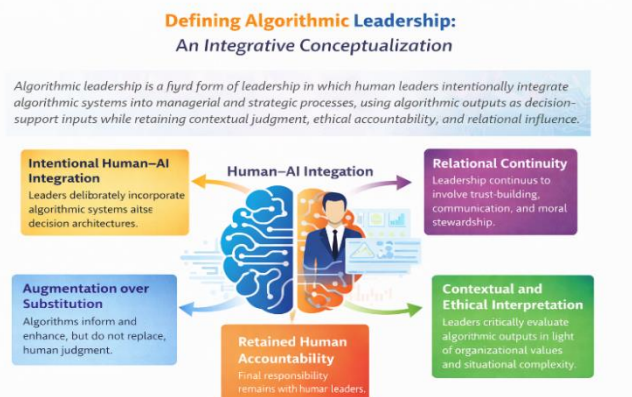 Defining Algorithmic Leadership:
An Integrative Conceptualization
Algorithmic leadership is a fiyrd form of leadership in which human leaders intentionally integrate
algorithmic systems into managerial and strategic processes, using algorithmic outputs as decision-
support inputs while retaining contextual judgment, ethical accountability, and relational influence.
Intentional Human–AI
Integration
Leaders deliberately incorporate
algorithmic systems aitse
decision architectures.
Human–AI Integation
Relational Continuity
Leadership continuus to
involve trust-building,
communication, and moral
stewardship.
Augmentation over
Substitution
Algorithms inform and
enhance, but do not replace,
human judgment.
Retained Human
Accountability
Final responsibility
remains with human leaders.
Contextual and
Ethical Interpretation
Leaders critically evaluate
algorithmic outputs in light
of organizational values
and situational complexity.